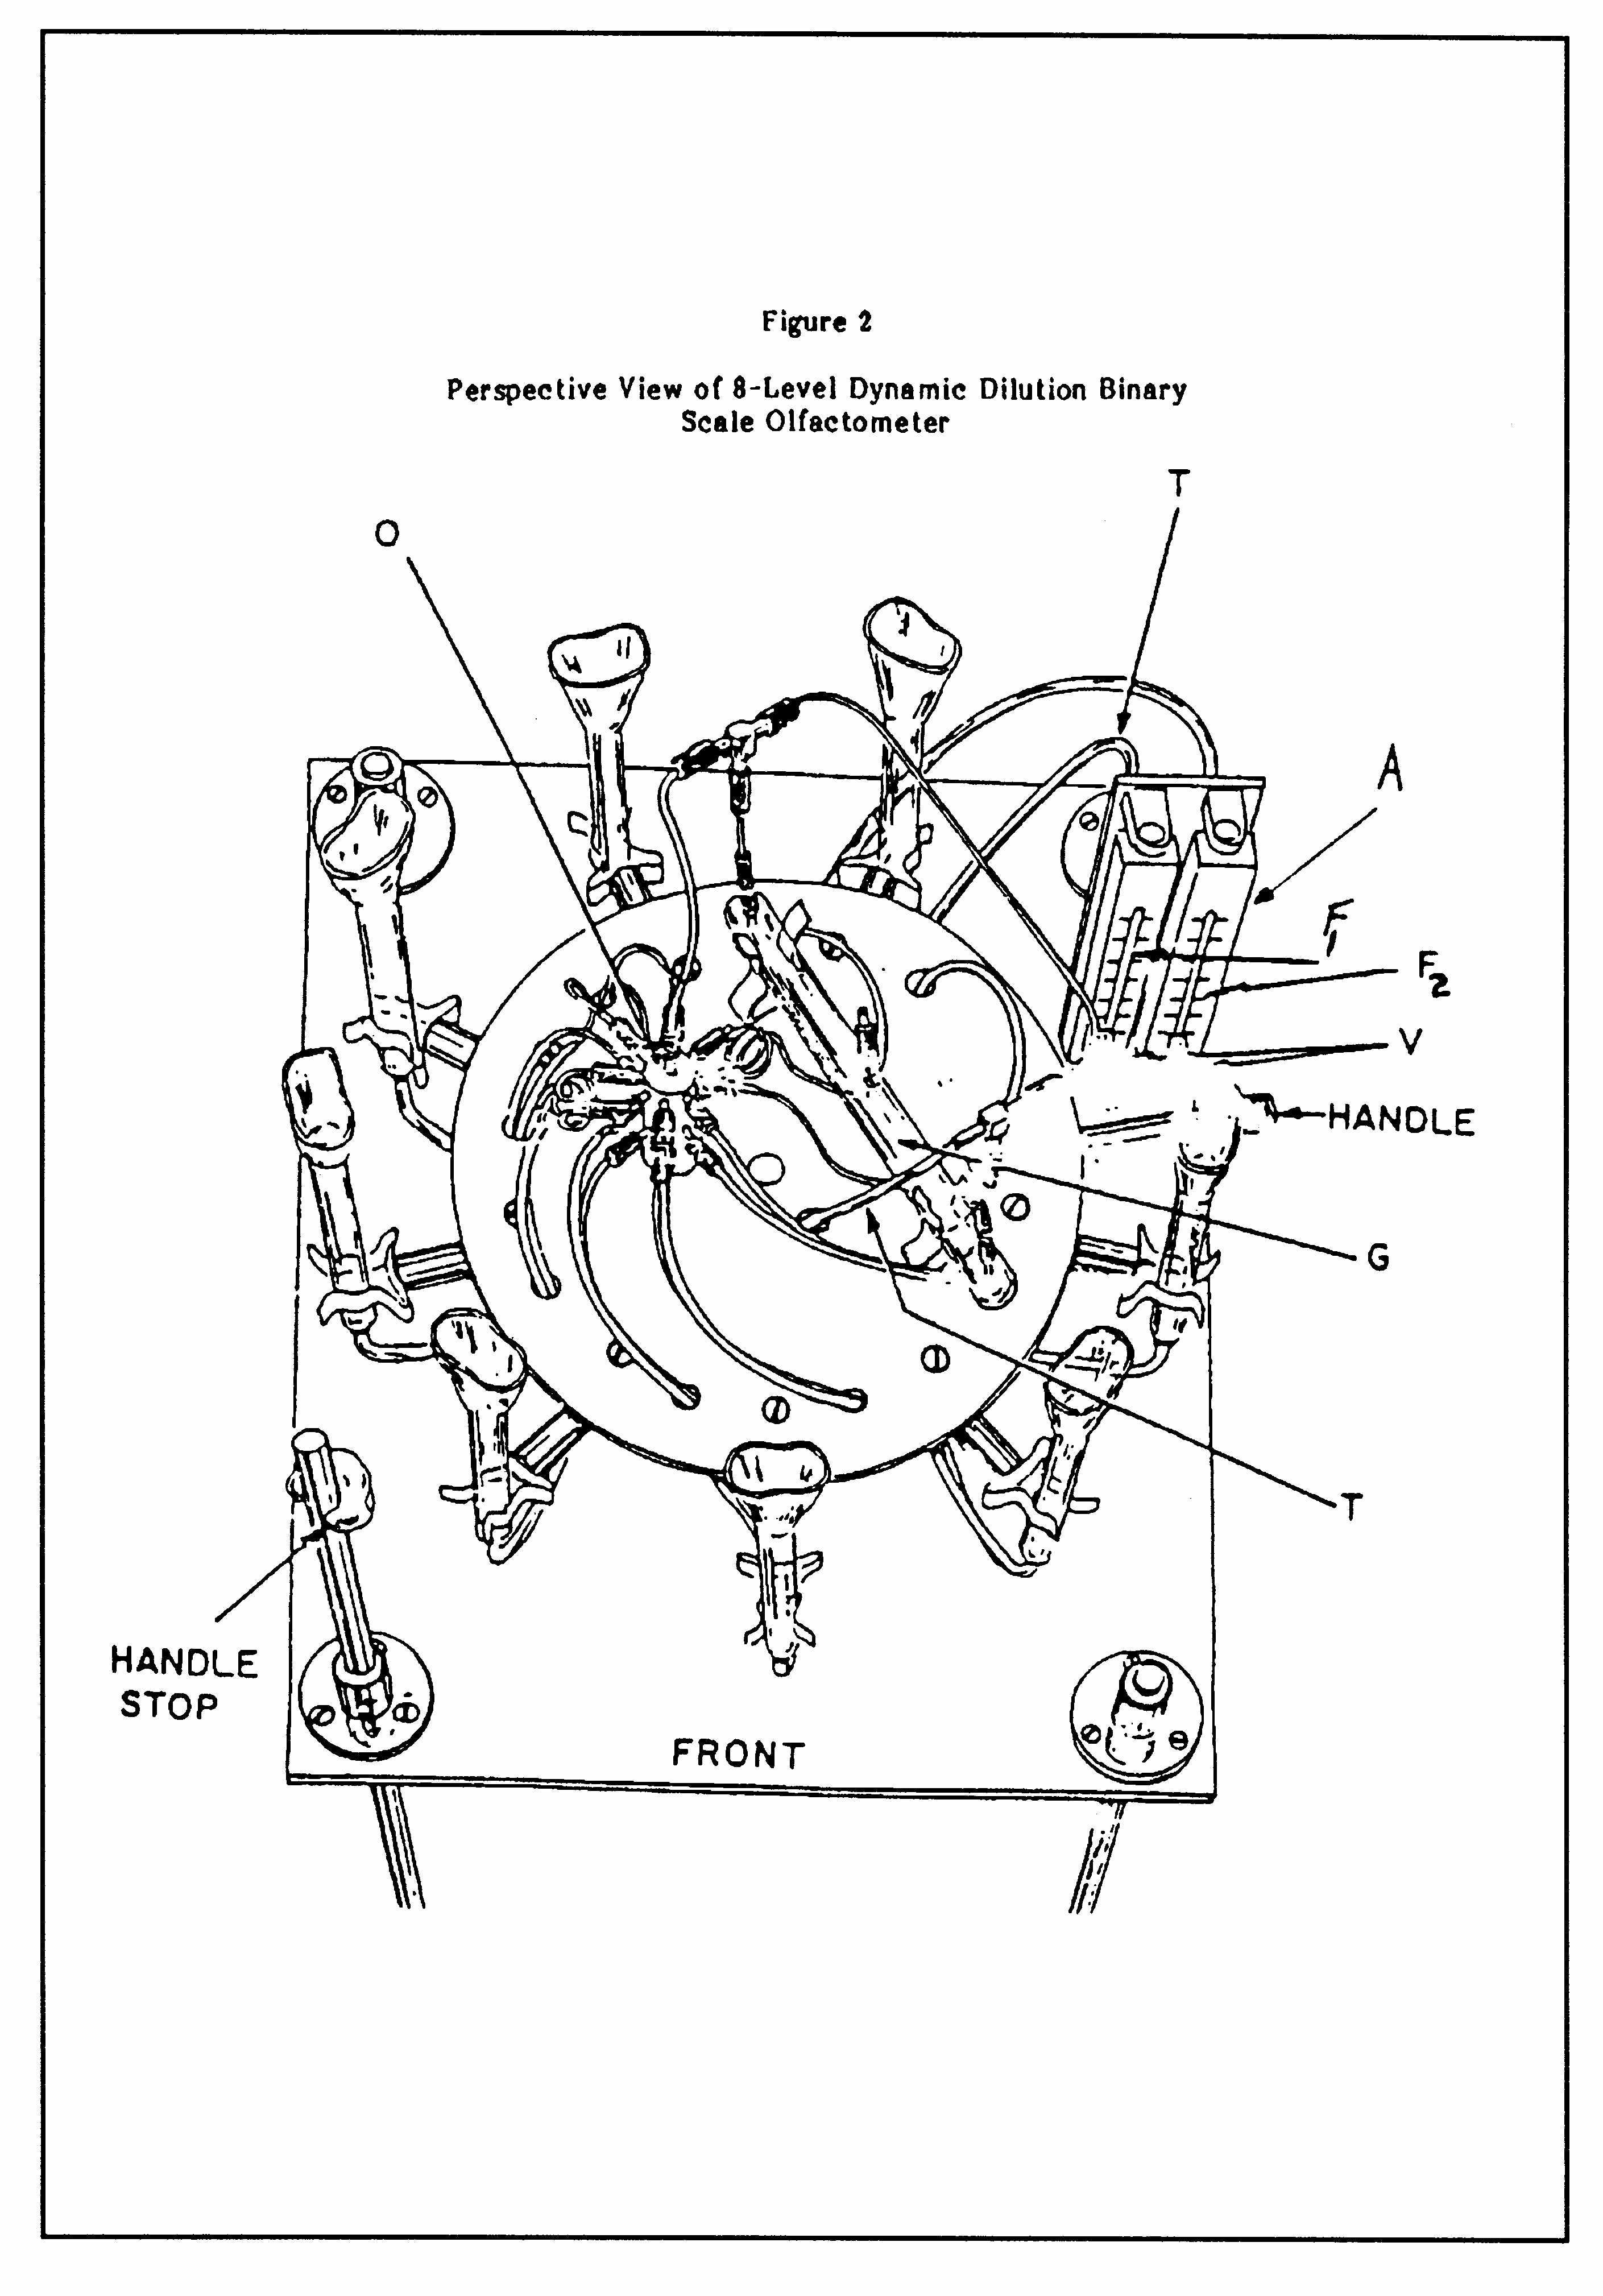 Figure 2
Perspective View of 8-Level Dynamic Dilution Binary
Scale Olfactometer
T
O
A
F1
F2
V
HANDLE
G
T
HANDLE
STOP
FRONT